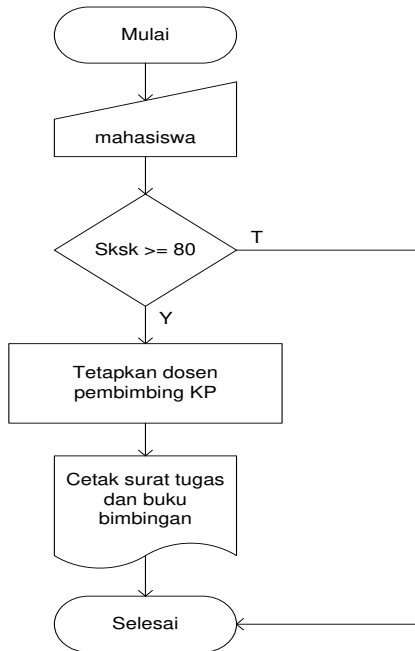 Mulai
mahasiswa
Sksk >= 80
T
Y
Tetapkan dosen
pembimbing KP
Cetak surat tugas
dan buku
bimbingan
Selesai